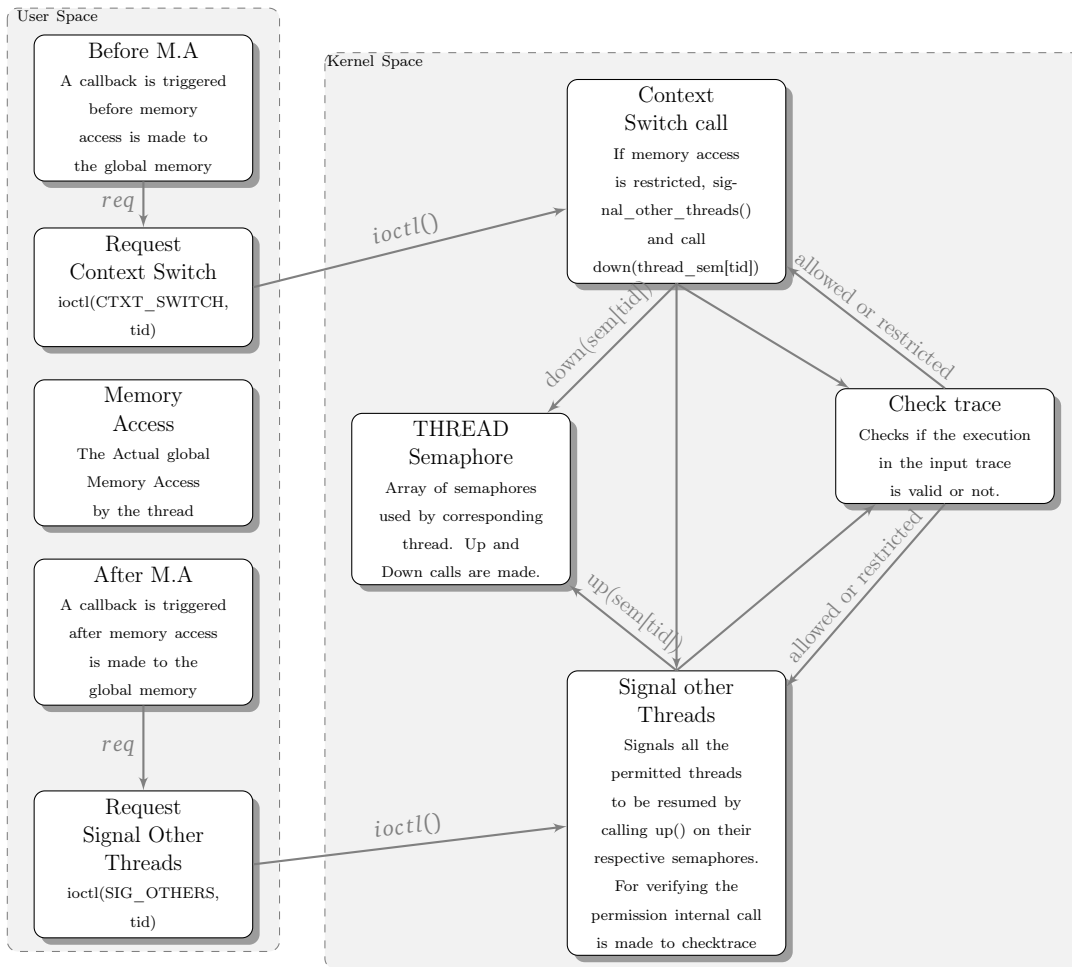 User Space
Before M.A
A callback is triggered
before memory
access is made to
the global memory
req
Request
Context Switch
ioctl(CTXT_SWITCH,
tid)
Memory
Access
The Actual global
Memory Access
by the thread
After M.A
A callback is triggered
after memory access
is made to the
global memory
req
Request
Signal Other
Threads
ioctl(SIG_OTHERS,
tid)
ioctl()
ioctl()
Kernel Space
Context
Switch call
If memory access
is restricted, sig-
nal_other_threads()
and call
down(thread_sem[tid])
down(sem[tid])
allowed or restricted
THREAD
Semaphore
Array of semaphores
used by corresponding
thread. Up and
Down calls are made.
Check trace
Checks if the execution
in the input trace
is valid or not.
up(sem[tid])
allowed or restricted
Signal other
Threads
Signals all the
permitted threads
to be resumed by
calling up() on their
respective semaphores.
For verifying the
permission internal call
is made to checktrace